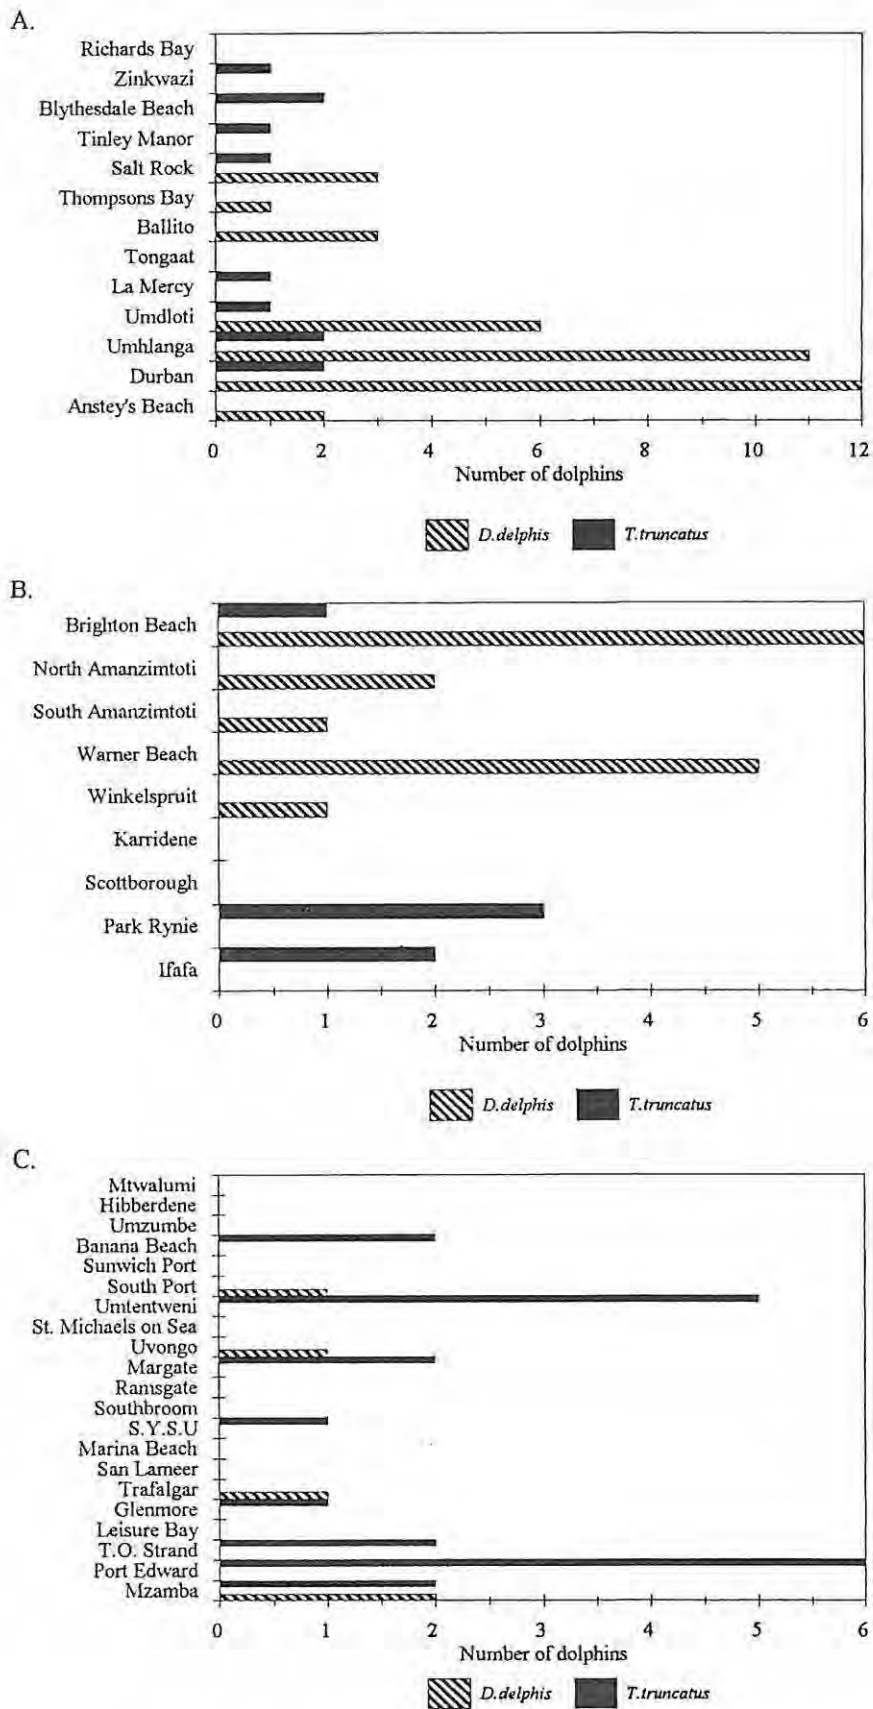 A.
Richards Bay
Zinkwazi
Blythesdale Beach
Tinley Manor
Salt Rock
Thompsons Bay
Ballito
Tongaat
La Mercy
Umdloti
Umhlanga
Durban
Anstey's Beach
0 2 4 6 8 10 12
Number of dolphins
D.delphis T.truncatus
B.
Brighton Beach
North Amanzimtoti
South Amanzimtoti
Warner Beach
Winkelspruit
Karridene
Scottborough
Park Rynie
Ifafa
0 1 2 3 4 5 6
Number of dolphins
D.delphis T.truncatus
C.
Mtwalumi
Hibberdene
Umzumbe
Banana Beach
Sunwich Port
South Port
Umtentweni
St. Michaels on Sea
Uvongo
Margate
Ramsgate
Southbroom
S.Y.S.U
Marina Beach
San Lameer
Trafalgar
Glenmore
Leisure Bay
T.O. Strand
Port Edward
Mzamba
0 1 2 3 4 5 6
Number of dolphins
D.delphis T.truncatus